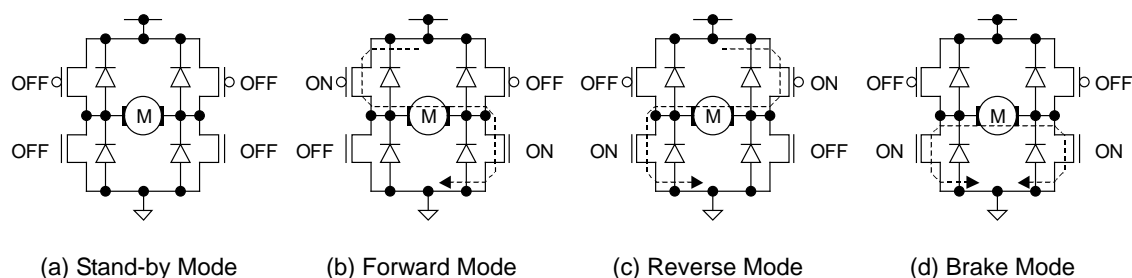 OFF OFF ON OFF OFF ON OFF OFF
M M M M
OFF OFF OFF ON ON OFF ON ON
(a) Stand-by Mode (b) Forward Mode (c) Reverse Mode (d) Brake Mode